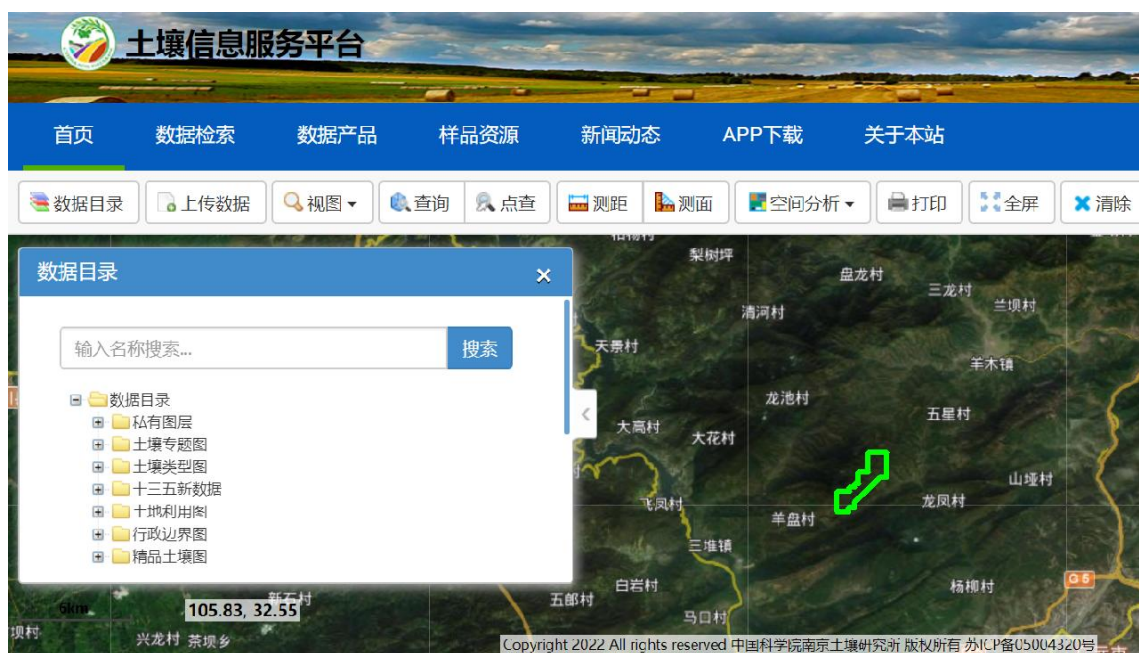 土壤信息服务平台
首页 数据检索 数据产品 样品资源 新闻动态 APP下载 关于本站
数据目录 上传数据 视图 查询 点查 测距 测面 空间分析 打印 全屏 清除
数据目录 ×
输入名称搜索... 搜索
数据目录
私有图层
土壤专题图
土壤类型图
十三五新数据
土地利用图
行政边界图
精品土壤图
梨树坪
盘龙村
三龙村
兰坝村
清河村
天景村
羊木镇
龙池村
五星村
大高村
大花村
山垭村
飞凤村
龙凤村
羊盘村
三堆镇
白岩村
杨柳村
G5
五郎村
新石村
6km
105.83, 32.55
马口村
坝村
兴龙村
茶坝乡
Copyright 2022 All rights reserved 中国科学院南京土壤研究所 版权所有 苏ICP备05004320号